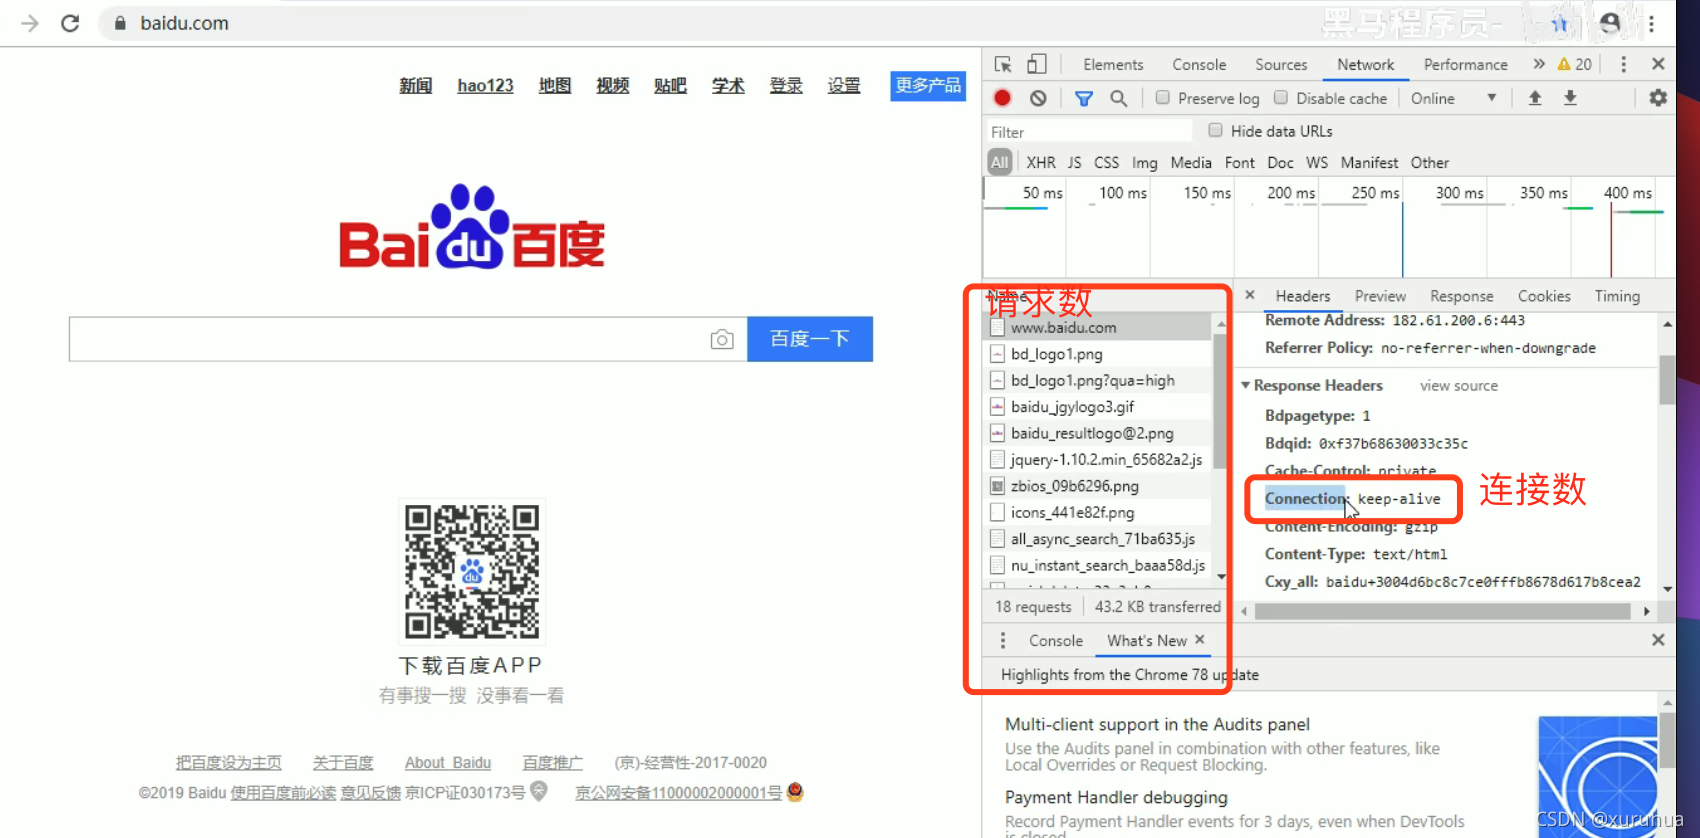 baidu.com
黑马程序员-
新闻 hao123 地图 视频 贴吧 学术 登录 设置 更多产品
Bai du 百度
百度一下
du
下载百度APP
有事搜一搜 没事看一看
把百度设为主页 关于百度 About Baidu 百度推广 (京)-经营性-2017-0020
©2019 Baidu 使用百度前必读 意见反馈 京ICP证030173号 京公网安备11000002000001号
Elements Console Sources Network Performance » 20
Preserve log Disable cache Online
Filter Hide data URLs
All XHR JS CSS Img Media Font Doc WS Manifest Other
50 ms 100 ms 150 ms 200 ms 250 ms 300 ms 350 ms 400 ms
Name
请求数
www.baidu.com
bd_logo1.png
bd_logo1.png?qua=high
baidu_jgylogo3.gif
baidu_resultlogo@2.png
jquery-1.10.2.min_65682a2.js
zbios_09b6296.png
icons_441e82f.png
all_async_search_71ba635.js
nu_instant_search_baaa58d.js
18 requests 43.2 KB transferred
Headers Preview Response Cookies Timing
Remote Address: 182.61.200.6:443
Referrer Policy: no-referrer-when-downgrade
Response Headers view source
Bdpagetype: 1
Bdqid: 0xf37b68630033c35c
Cache-Control: private
Connection: keep-alive
连接数
Content-Encoding: gzip
Content-Type: text/html
Cxy_all: baidu+3004d6bc8c7ce0fffb8678d617b8cea2
Console What's New
Highlights from the Chrome 78 update
Multi-client support in the Audits panel
Use the Audits panel in combination with other features, like
Local Overrides or Request Blocking.
Payment Handler debugging
Record Payment Handler events for 3 days, even when DevTools
is closed.
CSDN @xuruhua